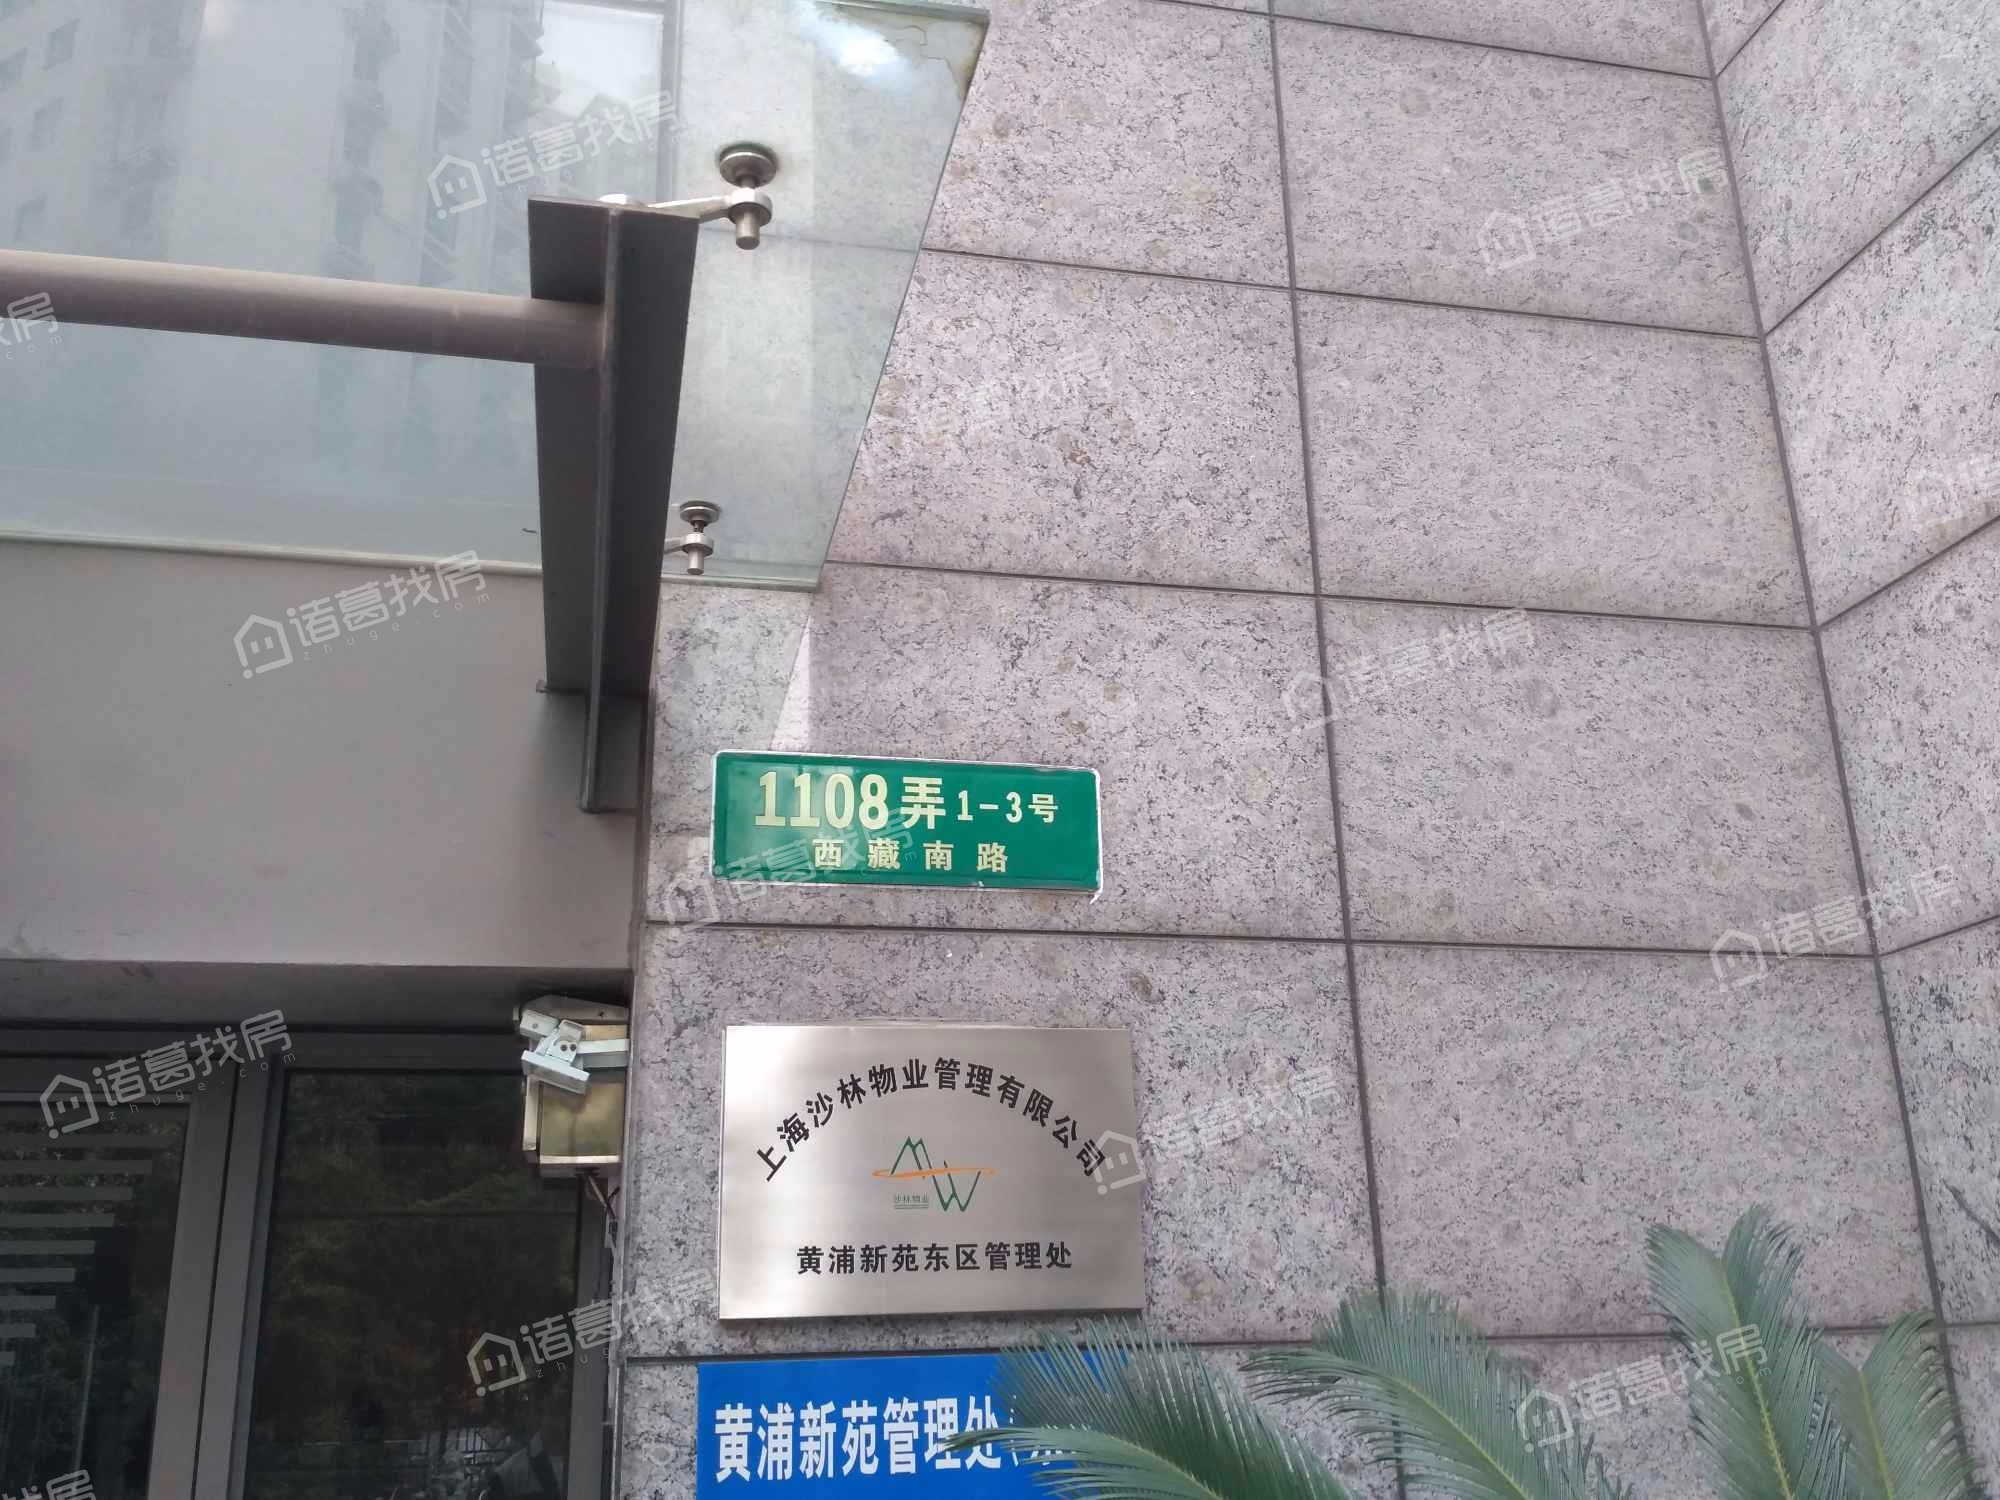 1108弄 1-3号
西藏南路
上海沙林物业管理有限公司
沙林物业
黄浦新苑东区管理处
黄浦新苑管理处
诸葛找房
zhuge.com